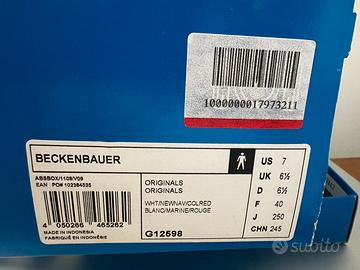 1000000017973211
BECKENBAUER
ABSBOX/1109/V09
EAN PO# 102384525
4 050266 465262
MADE IN INDONESIA
FABRIQUÉ EN INDONÉSIE
ORIGINALS
ORIGINALS
WHT/NEWNAV/COLRED
BLANC/MARINE/ROUGE
G12598
US 7
UK 6½
D 6½
F 40
J 250
CHN 245
subito